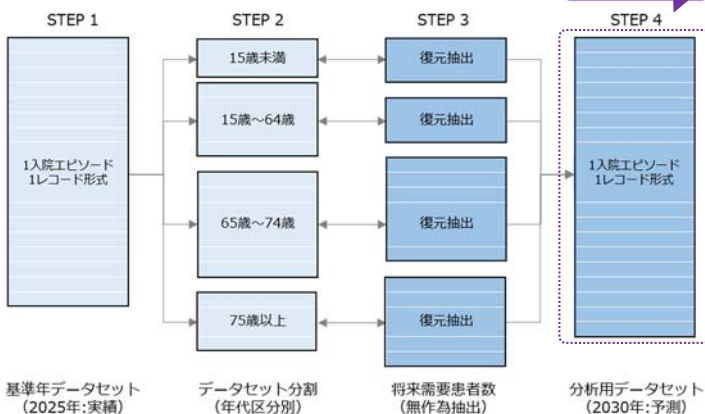 STEP 1
STEP 2
STEP 3
STEP 4
1入院エピソード
1レコード形式
15歳未満
15歳～64歳
65歳～74歳
75歳以上
復元抽出
復元抽出
復元抽出
復元抽出
1入院エピソード
1レコード形式
基準年データセット
(2025年:実績)
データセット分割
(年代区分別)
将来需要患者数
(無作為抽出)
分析用データセット
(2030年:予測)